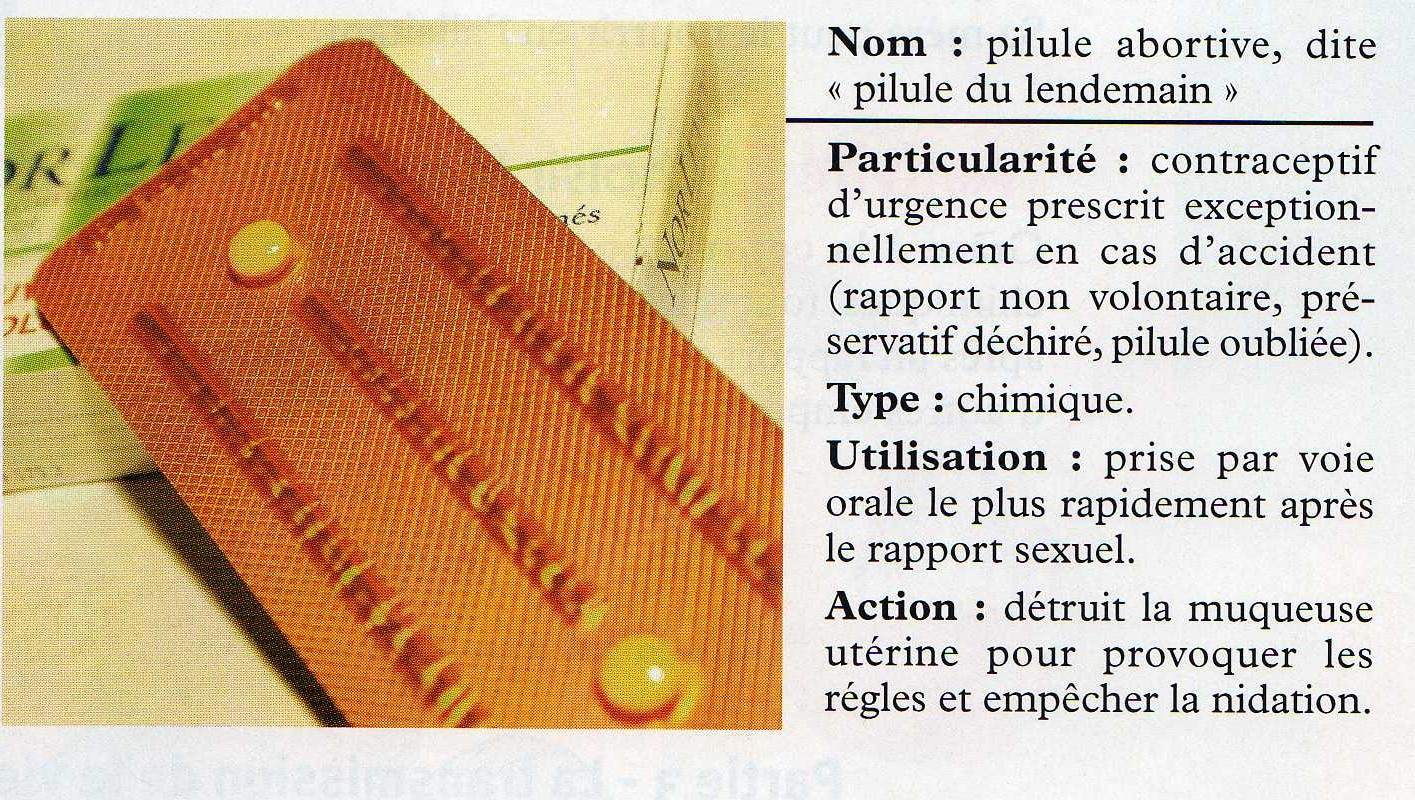 Nom : pilule abortive, dite
« pilule du lendemain »
Particularité : contraceptif
d'urgence prescrit exception-
nellement en cas d'accident
(rapport non volontaire, pré-
servatif déchiré, pilule oubliée).
Type : chimique.
Utilisation : prise par voie
orale le plus rapidement après
le rapport sexuel.
Action : détruit la muqueuse
utérine pour provoquer les
régles et empêcher la nidation.